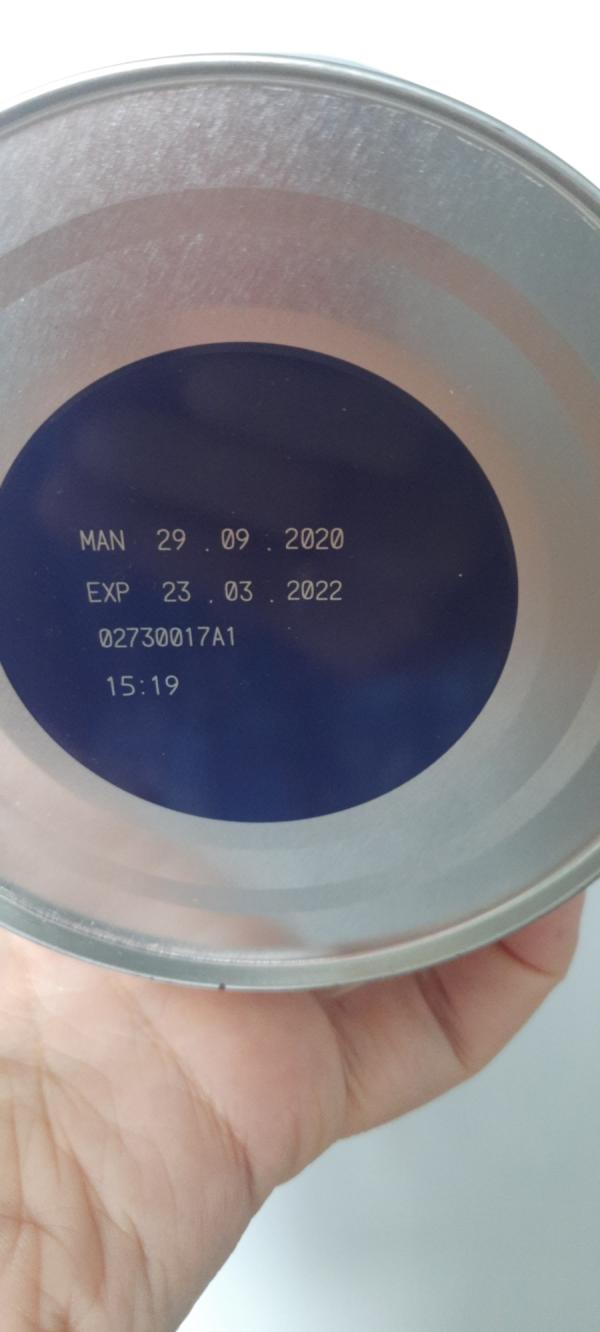 MAN 29 . 09 . 2020
EXP 23 . 03 . 2022
02730017A1
15:19